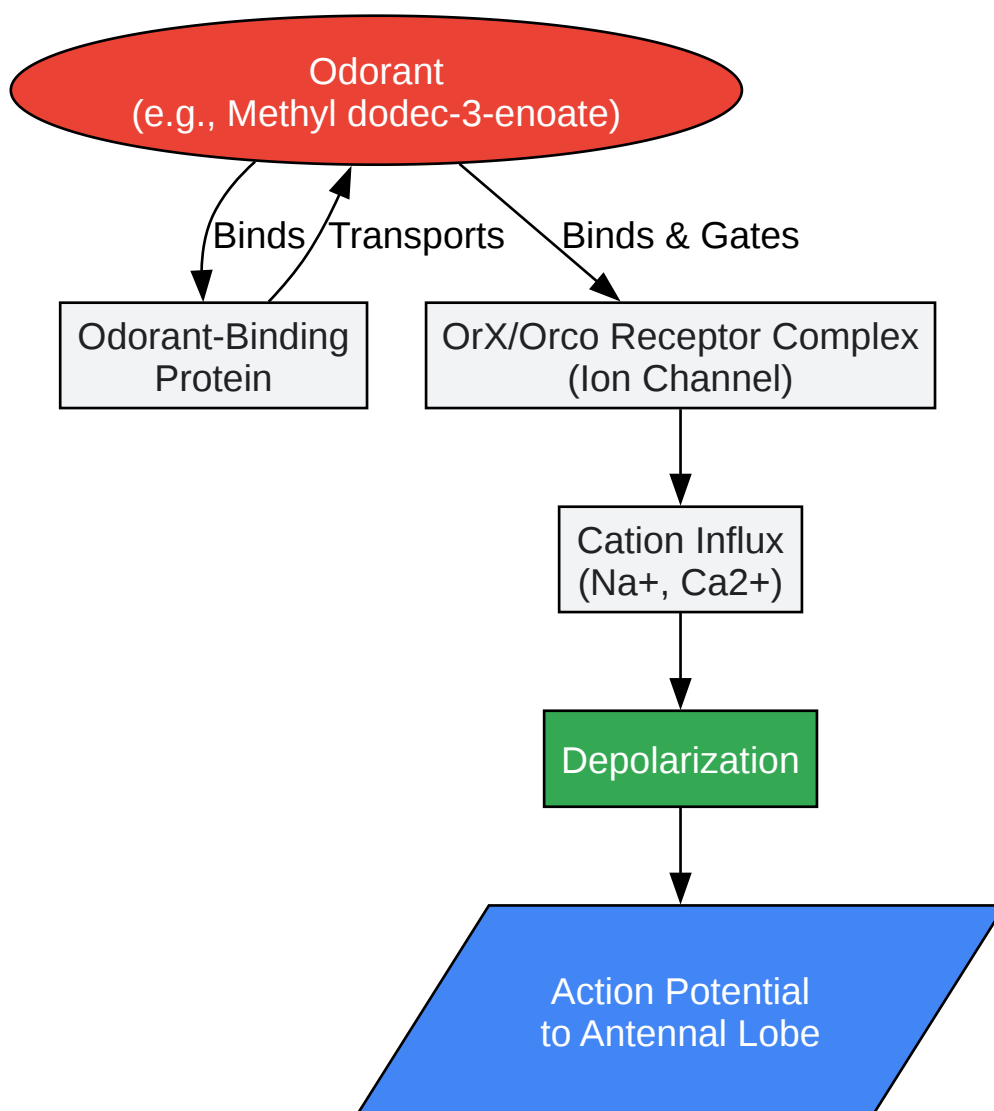 Odorant
(e.g., Methyl dodec-3-enoate)
Binds
Transports
Binds & Gates
Odorant-Binding
Protein
OrX/Orco Receptor Complex
(Ion Channel)
Cation Influx
(Na+, Ca2+)
Depolarization
Action Potential
to Antennal Lobe